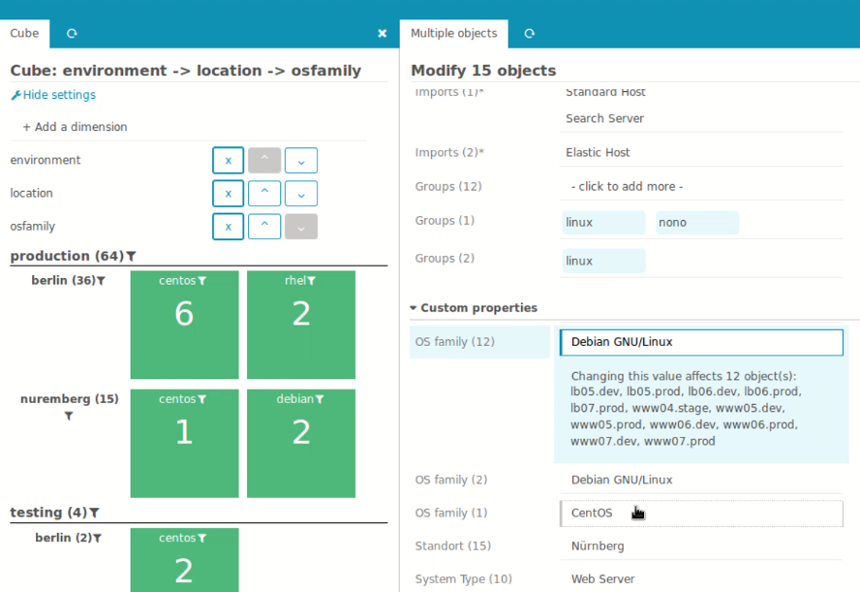 Cube
Multiple objects
Cube: environment -> location -> osfamily
Hide settings
+ Add a dimension
environment
x
location
x
osfamily
x
production (64)
berlin (36)
centos
6
rhel
2
nuremberg (15)
centos
1
debian
2
testing (4)
berlin (2)
centos
2
Modify 15 objects
Imports (1)* Standard Host
Search Server
Imports (2)* Elastic Host
Groups (12) - click to add more -
Groups (1) linux nono
Groups (2) linux
Custom properties
OS family (12) Debian GNU/Linux
Changing this value affects 12 object(s):
lb05.dev, lb05.prod, lb06.dev, lb06.prod,
lb07.prod, www04.stage, www05.dev,
www05.prod, www06.dev, www06.prod,
www07.dev, www07.prod
OS family (2) Debian GNU/Linux
OS family (1) CentOS
Standort (15) Nürnberg
System Type (10) Web Server